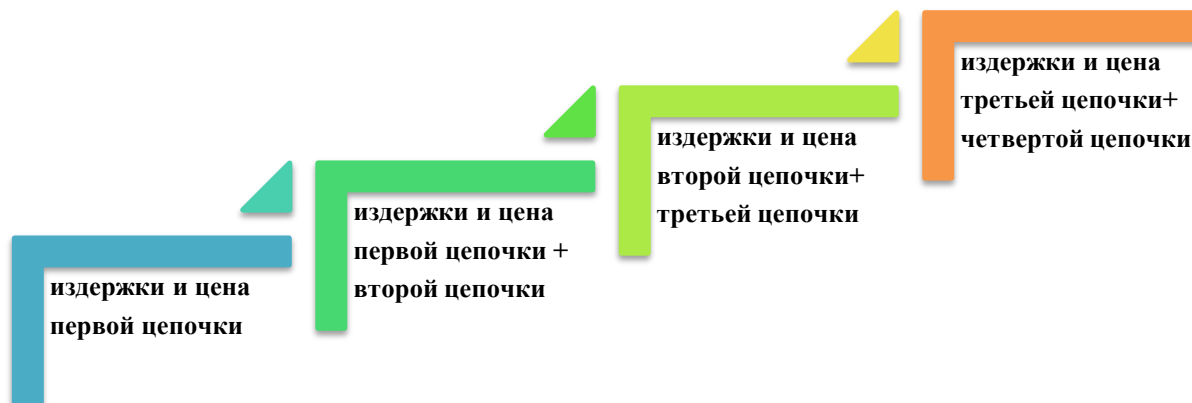 издержки и цена
первой цепочки
издержки и цена
первой цепочки +
второй цепочки
издержки и цена
второй цепочки+
третьей цепочки
издержки и цена
третьей цепочки+
четвертой цепочки